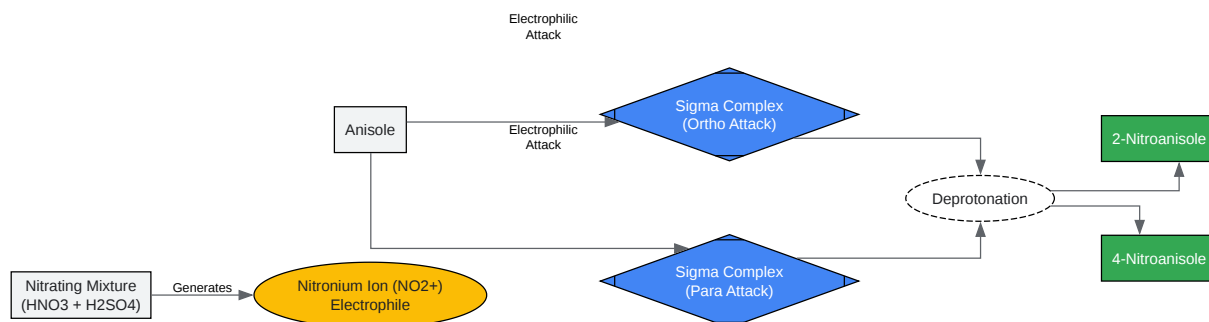 Electrophilic
Attack
Sigma Complex
(Ortho Attack)
Anisole
Electrophilic
Attack
2-Nitroanisole
Deprotonation
4-Nitroanisole
Sigma Complex
(Para Attack)
Nitrating Mixture
(HNO3 + H2SO4)
Generates
Nitronium Ion (NO2+)
Electrophile